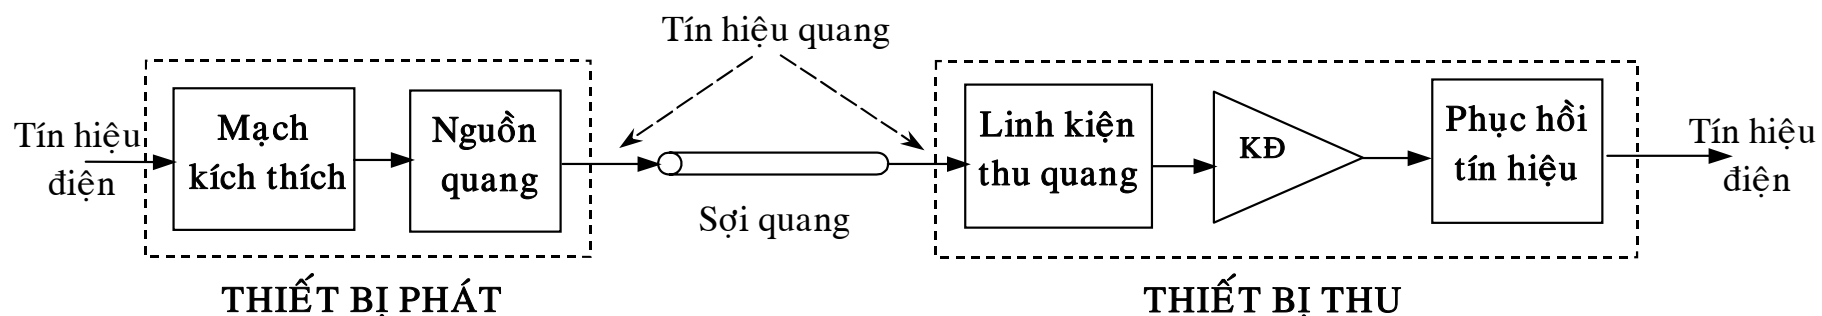 Tín hiệu quang
Tín hiệu
điện
Mạch
kích thích
Nguồn
quang
Sợi quang
Linh kiện
thu quang
KĐ
Phục hồi
tín hiệu
Tín hiệu
điện
THIẾT BỊ PHÁT
THIẾT BỊ THU